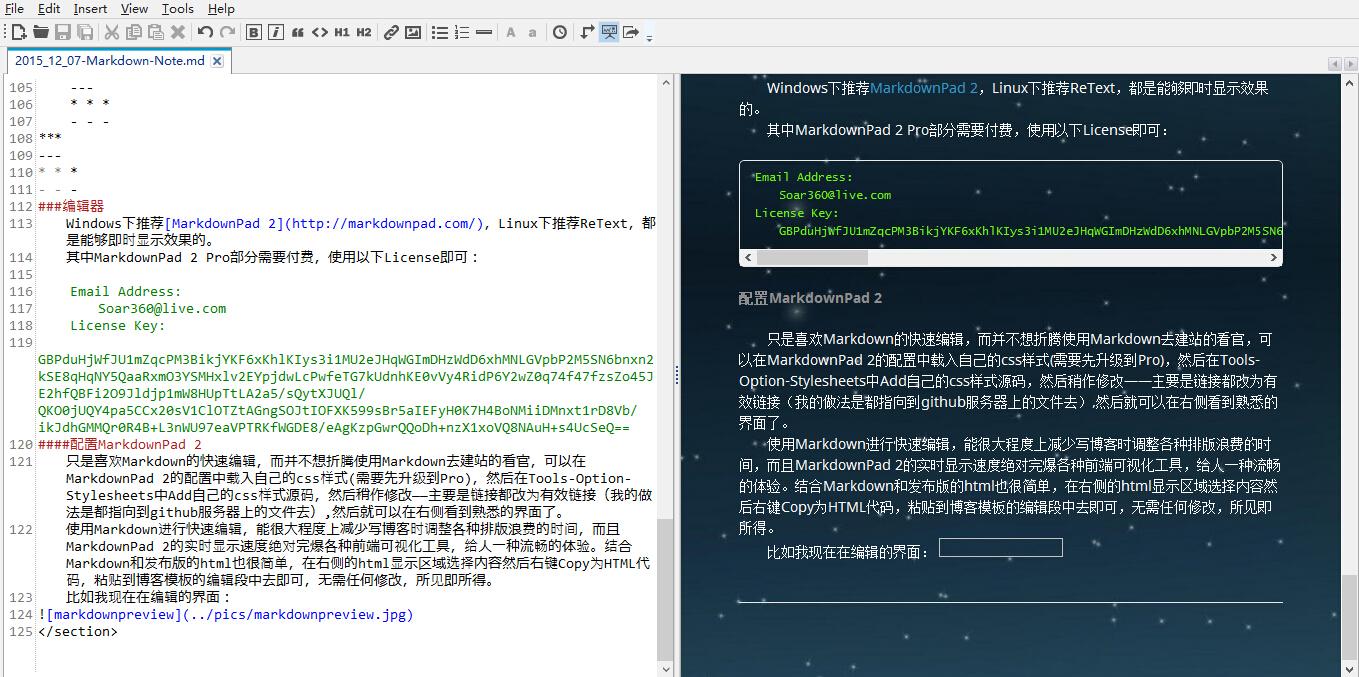 File Edit Insert View Tools Help
B i “ <> H1 H2 A a
2015_12_07-Markdown-Note.md
105 ---
106 * * *
107 - - -
108 ***
109 ---
110 * * *
111 - - -
112 ###编辑器
113 Windows下推荐[MarkdownPad 2](http://markdownpad.com/)，Linux下推荐ReText，都
是能够即时显示效果的。
114 其中MarkdownPad 2 Pro部分需要付费，使用以下License即可：
115
116 Email Address:
117 Soar360@live.com
118 License Key:
119
GBPduHjWfJU1mZqcPM3BikjYKF6xKhlKIys3i1MU2eJHqWGImDHzWdD6xhMNLGVpbP2M5SN6bnxn2
kSE8qHqNY5QaaRxmO3YSMHxlv2EYpjdwLcPwfeTG7kUdnhKE0vVy4RidP6Y2wZ0q74f47fzsZo45J
E2hfQBFi2O9Jldjp1mW8HUpTtLA2a5/sQytXJUQl/
QKO0jUQY4pa5CCx20sV1ClOTZtAGngSOJtIOFXK599sBr5aIEFyH0K7H4BoNMiiDMnxt1rD8Vb/
ikJdhGMMQr0R4B+L3nWU97eaVPTRKfWGDE8/eAgKzpGwrQQoDh+nzX1xoVQ8NAuH+s4UcSeQ==
120 ####配置MarkdownPad 2
121 只是喜欢Markdown的快速编辑，而并不想折腾使用Markdown去建站的看官，可以在
MarkdownPad 2的配置中载入自己的css样式(需要先升级到Pro)，然后在Tools-Option-
Stylesheets中Add自己的css样式源码，然后稍作修改——主要是链接都改为有效链接（我的做
法是都指向到github服务器上的文件去）,然后就可以在右侧看到熟悉的界面了。
122 使用Markdown进行快速编辑，能很大程度上减少写博客时调整各种排版浪费的时间，而且
MarkdownPad 2的实时显示速度绝对完爆各种前端可视化工具，给人一种流畅的体验。结合
Markdown和发布版的html也很简单，在右侧的html显示区域选择内容然后右键Copy为HTML代
码，粘贴到博客模板的编辑段中去即可，无需任何修改，所见即所得。
123 比如我现在在编辑的界面：
124 ![markdownpreview](../pics/markdownpreview.jpg)
125 </section>
Windows下推荐MarkdownPad 2，Linux下推荐ReText，都是能够即时显示效果
的。
其中MarkdownPad 2 Pro部分需要付费，使用以下License即可：
Email Address:
Soar360@live.com
License Key:
GBPduHjWfJU1mZqcPM3BikjYKF6xKhlKIys3i1MU2eJHqWGImDHzWdD6xhMNLGVpbP2M5SN6
配置MarkdownPad 2
只是喜欢Markdown的快速编辑，而并不想折腾使用Markdown去建站的看官，可
以在MarkdownPad 2的配置中载入自己的css样式(需要先升级到Pro)，然后在Tools-
Option-Stylesheets中Add自己的css样式源码，然后稍作修改——主要是链接都改为有
效链接（我的做法是都指向到github服务器上的文件去）,然后就可以在右侧看到熟悉的
界面了。
使用Markdown进行快速编辑，能很大程度上减少写博客时调整各种排版浪费的时
间，而且MarkdownPad 2的实时显示速度绝对完爆各种前端可视化工具，给人一种流畅
的体验。结合Markdown和发布版的html也很简单，在右侧的html显示区域选择内容然
后右键Copy为HTML代码，粘贴到博客模板的编辑段中去即可，无需任何修改，所见即
所得。
比如我现在在编辑的界面：